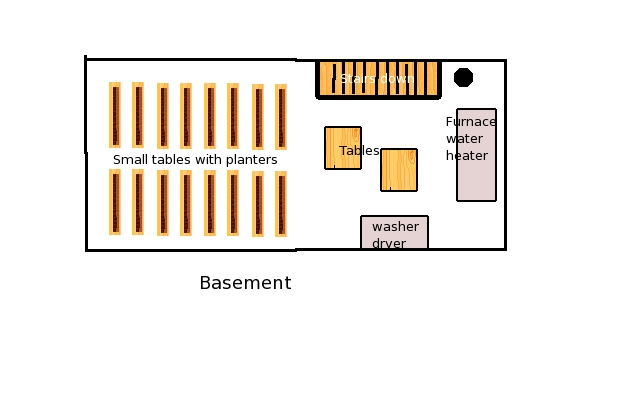 Stairs down
Furnace
water
heater
Tables
Small tables with planters
washer
dryer
Basement